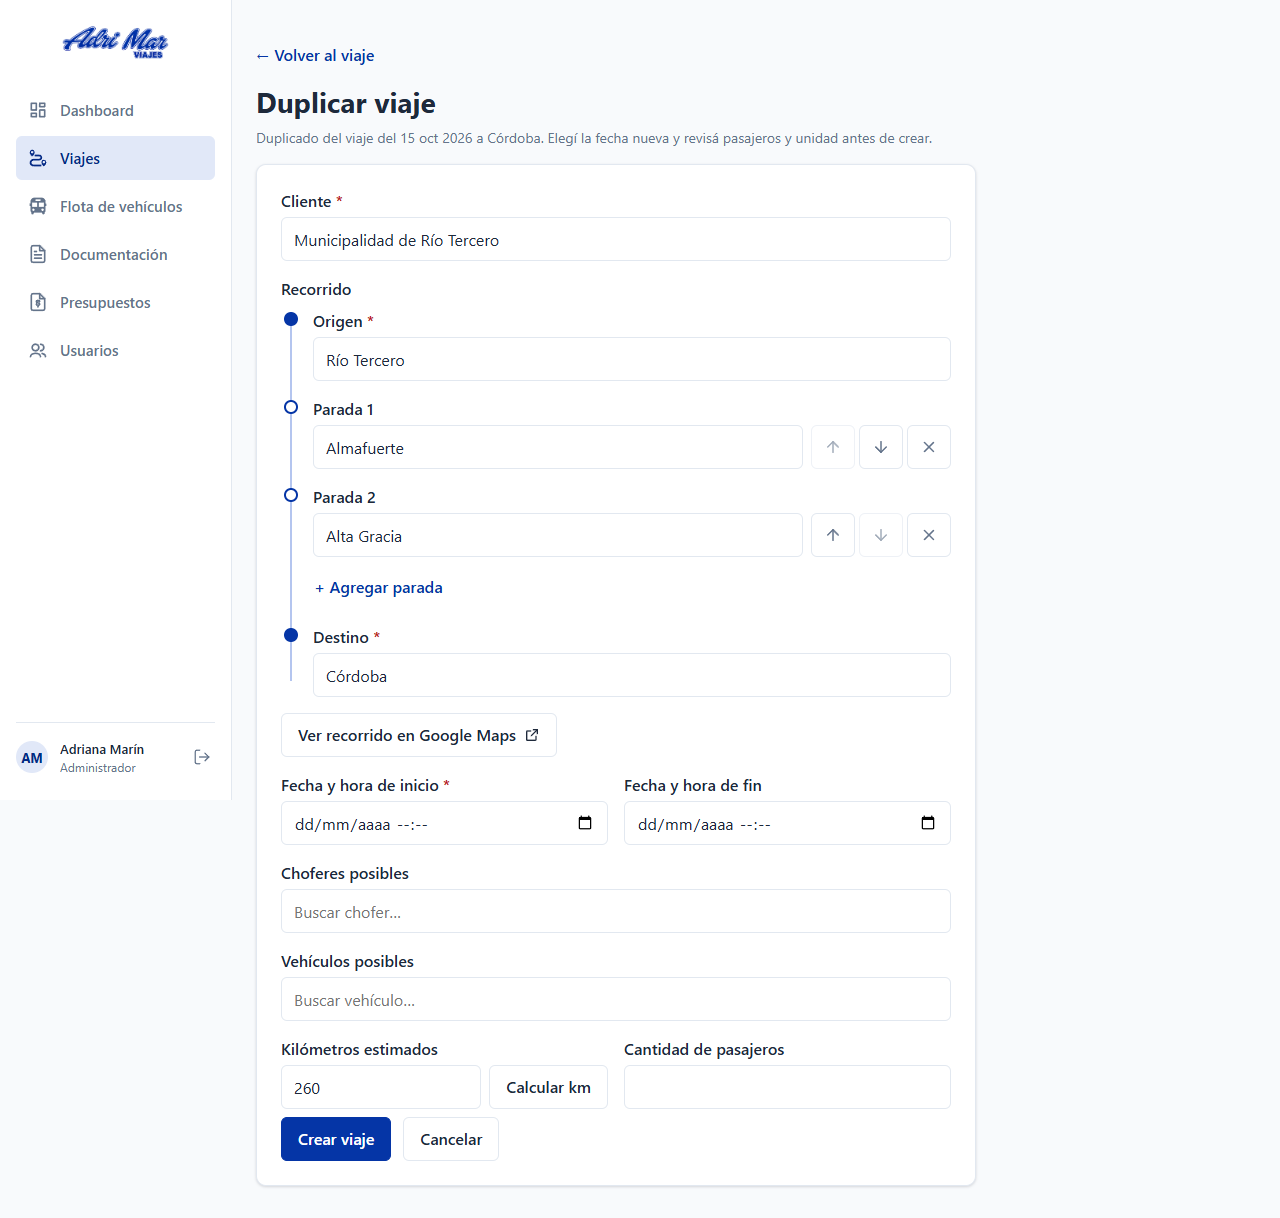 Adri Mar
VIAJES
Dashboard
Viajes
Flota de vehículos
Documentación
Presupuestos
Usuarios
AM
Adriana Marín
Administrador
← Volver al viaje
Duplicar viaje
Duplicado del viaje del 15 oct 2026 a Córdoba. Elegí la fecha nueva y revisá pasajeros y unidad antes de crear.
Cliente *
Municipalidad de Río Tercero
Recorrido
Origen *
Río Tercero
Parada 1
Almafuerte
Parada 2
Alta Gracia
+ Agregar parada
Destino *
Córdoba
Ver recorrido en Google Maps
Fecha y hora de inicio * Fecha y hora de fin
dd/mm/aaaa --:-- dd/mm/aaaa --:--
Choferes posibles
Buscar chofer...
Vehículos posibles
Buscar vehículo...
Kilómetros estimados Cantidad de pasajeros
260 Calcular km
Crear viaje Cancelar